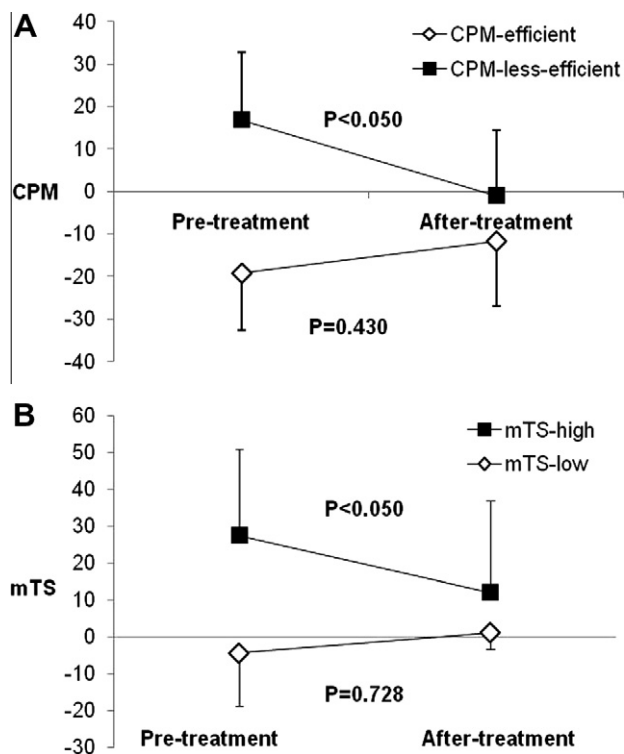 A
40
CPM-efficient
30
CPM-less-efficient
20
P<0.050
10
CPM
0
Pre-treatment
After-treatment
-10
-20
-30
P=0.430
-40
B
60
mTS-high
50
mTS-low
40
P<0.050
30
20
mTS
10
0
-10
P=0.728
-20
Pre-treatment
After-treatment
-30